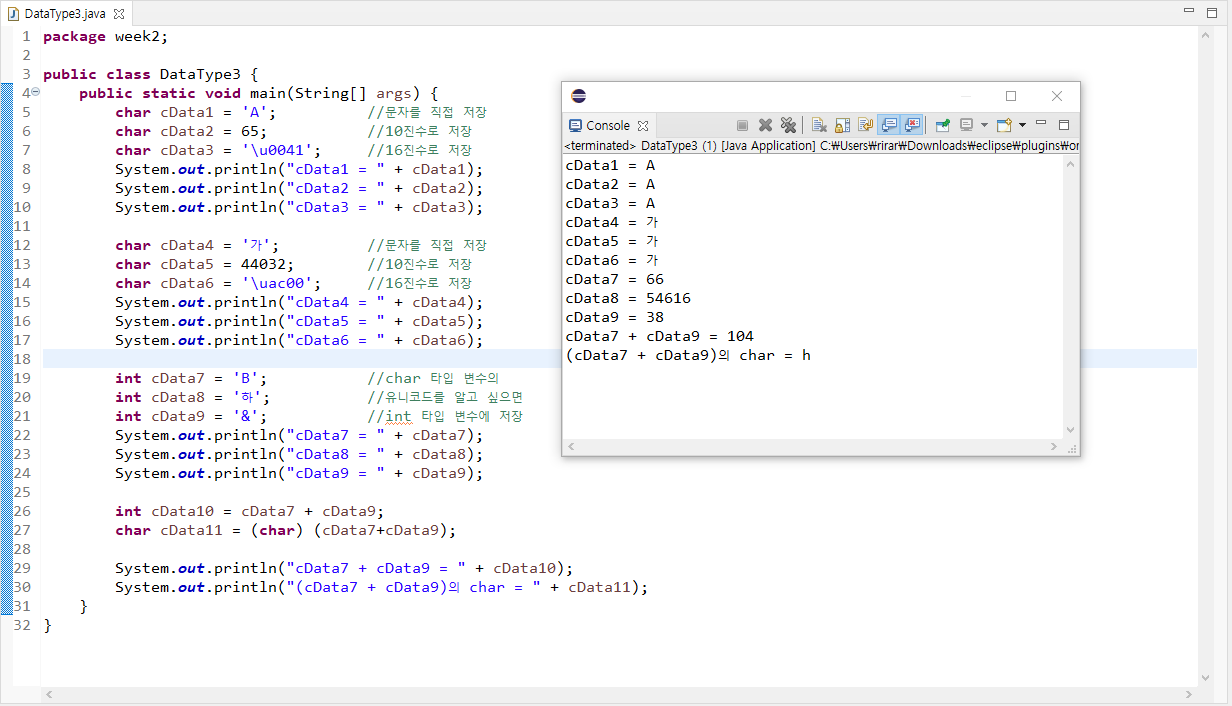 DataType3.java
1 package week2;
2
3 public class DataType3 {
4     public static void main(String[] args) {
5         char cData1 = 'A';          //문자를 직접 저장
6         char cData2 = 65;           //10진수로 저장
7         char cData3 = '\u0041';     //16진수로 저장
8         System.out.println("cData1 = " + cData1);
9         System.out.println("cData2 = " + cData2);
10         System.out.println("cData3 = " + cData3);
11
12         char cData4 = '가';          //문자를 직접 저장
13         char cData5 = 44032;        //10진수로 저장
14         char cData6 = '\uac00';     //16진수로 저장
15         System.out.println("cData4 = " + cData4);
16         System.out.println("cData5 = " + cData5);
17         System.out.println("cData6 = " + cData6);
18
19         int cData7 = 'B';           //char 타입 변수의
20         int cData8 = '하';           //유니코드를 알고 싶으면
21         int cData9 = '&';           //int 타입 변수에 저장
22         System.out.println("cData7 = " + cData7);
23         System.out.println("cData8 = " + cData8);
24         System.out.println("cData9 = " + cData9);
25
26         int cData10 = cData7 + cData9;
27         char cData11 = (char) (cData7+cData9);
28
29         System.out.println("cData7 + cData9 = " + cData10);
30         System.out.println("(cData7 + cData9)의 char = " + cData11);
31     }
32 }
Console
<terminated> DataType3 (1) [Java Application] C:₩Users₩rirar₩Downloads₩eclipse₩plugins₩or
cData1 = A
cData2 = A
cData3 = A
cData4 = 가
cData5 = 가
cData6 = 가
cData7 = 66
cData8 = 54616
cData9 = 38
cData7 + cData9 = 104
(cData7 + cData9)의 char = h